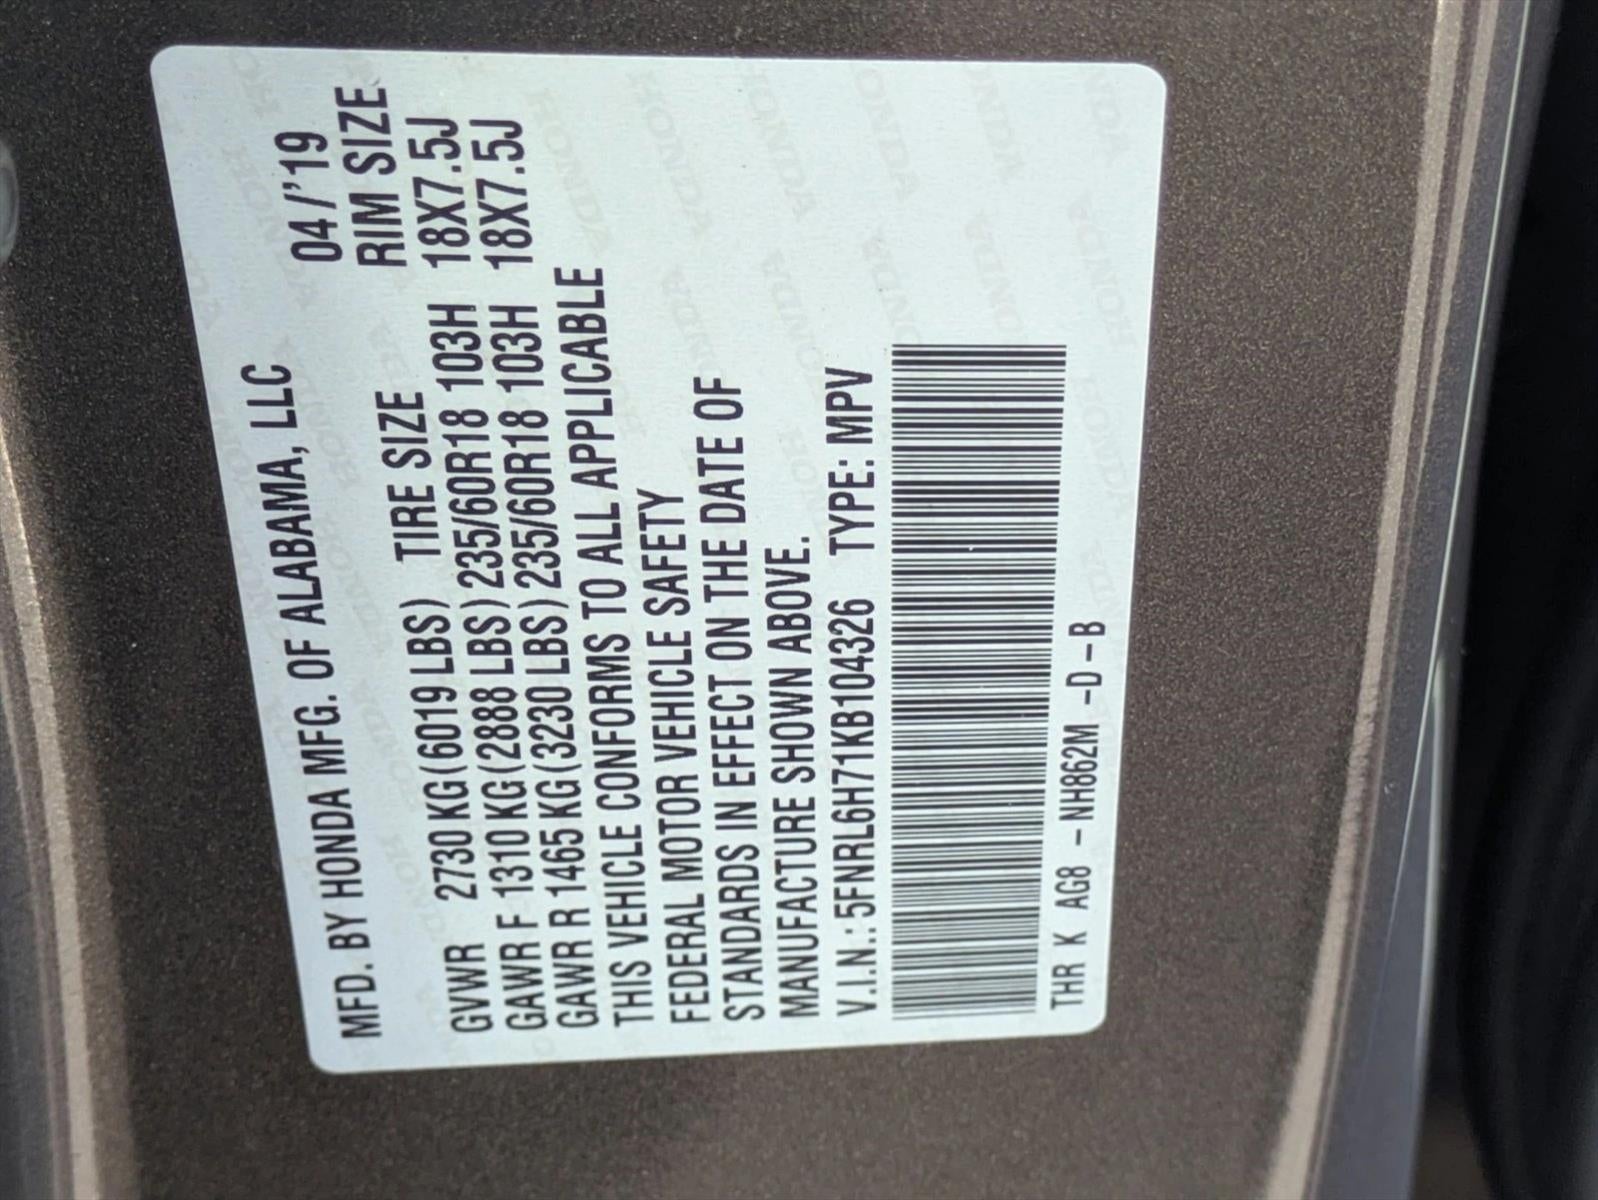 MFD. BY HONDA MFG. OF ALABAMA, LLC 04/'19
GVWR 2730 KG(6019 LBS) TIRE SIZE RIM SIZE
GAWR F 1310 KG(2888 LBS) 235/60R18 103H 18X7.5J
GAWR R 1465 KG(3230 LBS) 235/60R18 103H 18X7.5J
THIS VEHICLE CONFORMS TO ALL APPLICABLE
FEDERAL MOTOR VEHICLE SAFETY
STANDARDS IN EFFECT ON THE DATE OF
MANUFACTURE SHOWN ABOVE.
V.I.N.: 5FNRL6H71KB104326 TYPE: MPV
THR K AG8 - NH862M - D - B